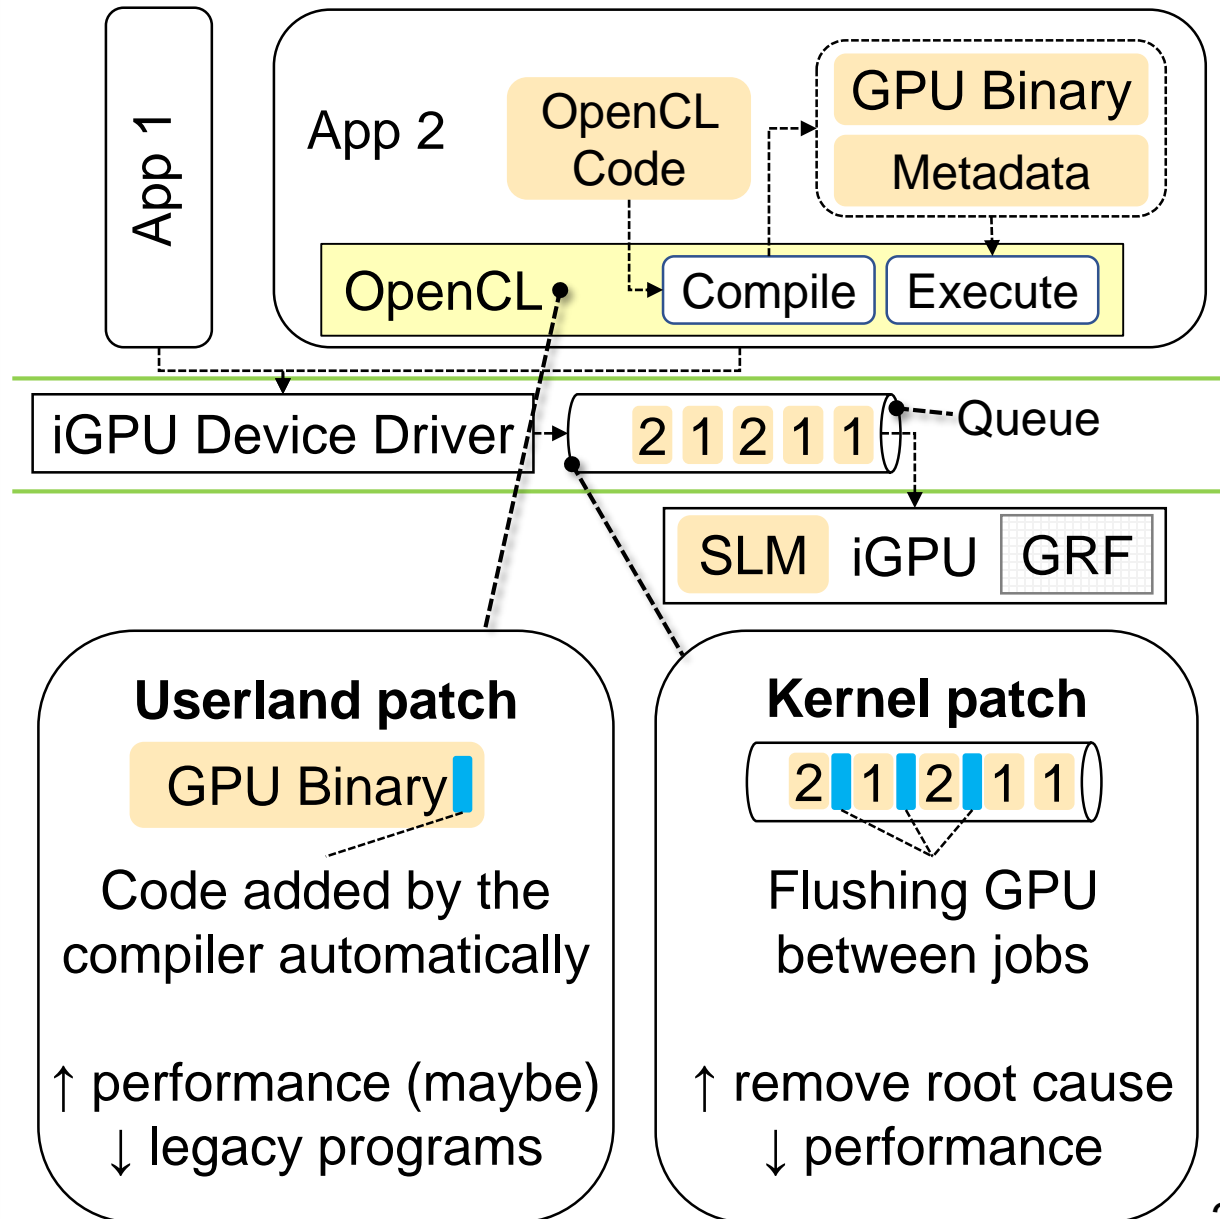 App 1
App 2
OpenCL
Code
GPU Binary
Metadata
OpenCL
Compile
Execute
iGPU Device Driver
2 1 2 1 1
Queue
SLM
iGPU
GRF
Userland patch
GPU Binary
Code added by the
compiler automatically
↑ performance (maybe)
↓ legacy programs
Kernel patch
2 1 2 1 1
Flushing GPU
between jobs
↑ remove root cause
↓ performance